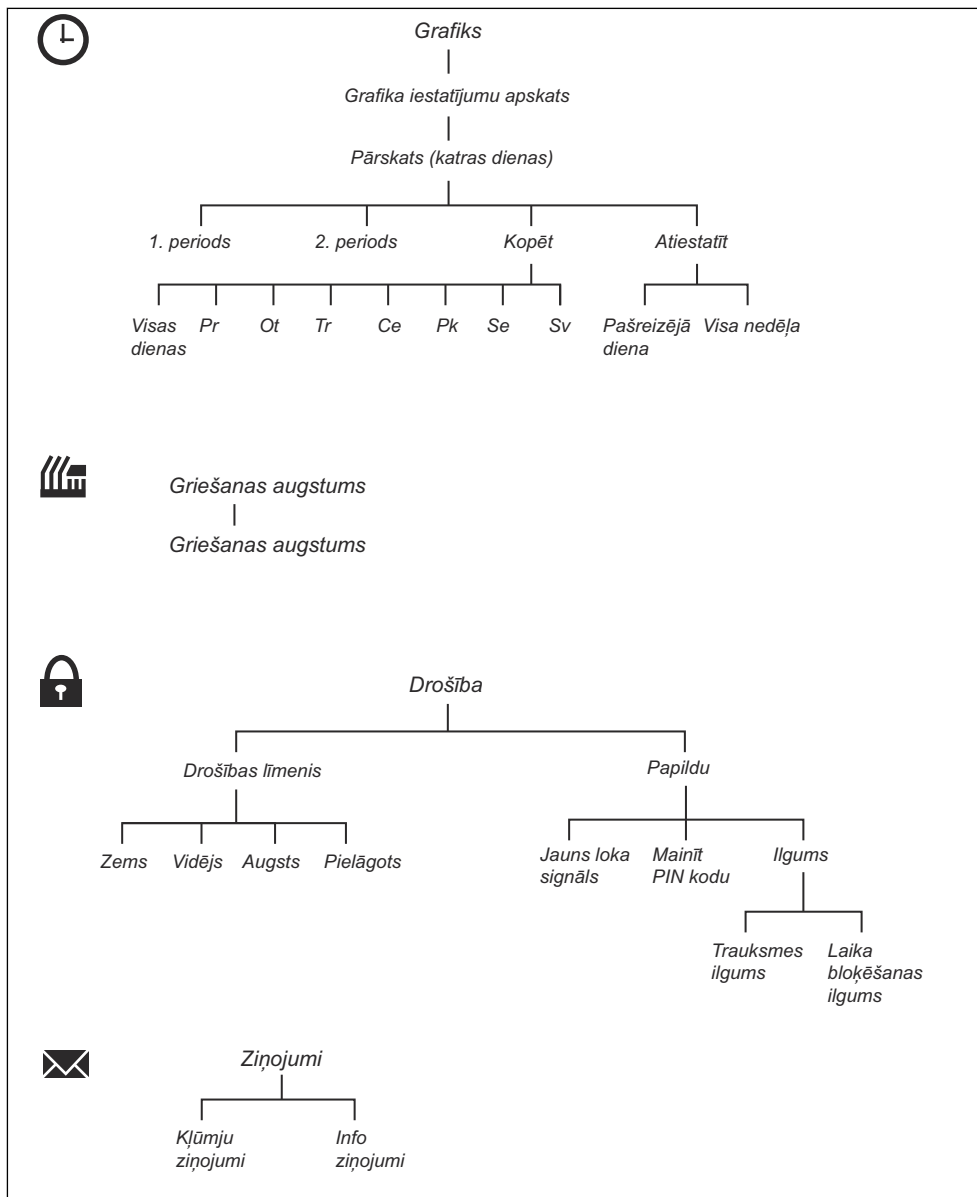 Grafiks
Grafika iestatījumu apskats
Pārskats (katras dienas)
1. periods 2. periods Kopēt Atiestatīt
Visas dienas Pr Ot Tr Ce Pk Se Sv Pašreizējā diena Visa nedēļa
Griešanas augstums
Griešanas augstums
Drošība
Drošības līmenis Papildu
Zems Vidējs Augsts Pielāgots
Jauns loka signāls
Mainīt PIN kodu
Ilgums
Trauksmes ilgums
Laika bloķēšanas ilgums
Ziņojumi
Kļūmju ziņojumi
Info ziņojumi